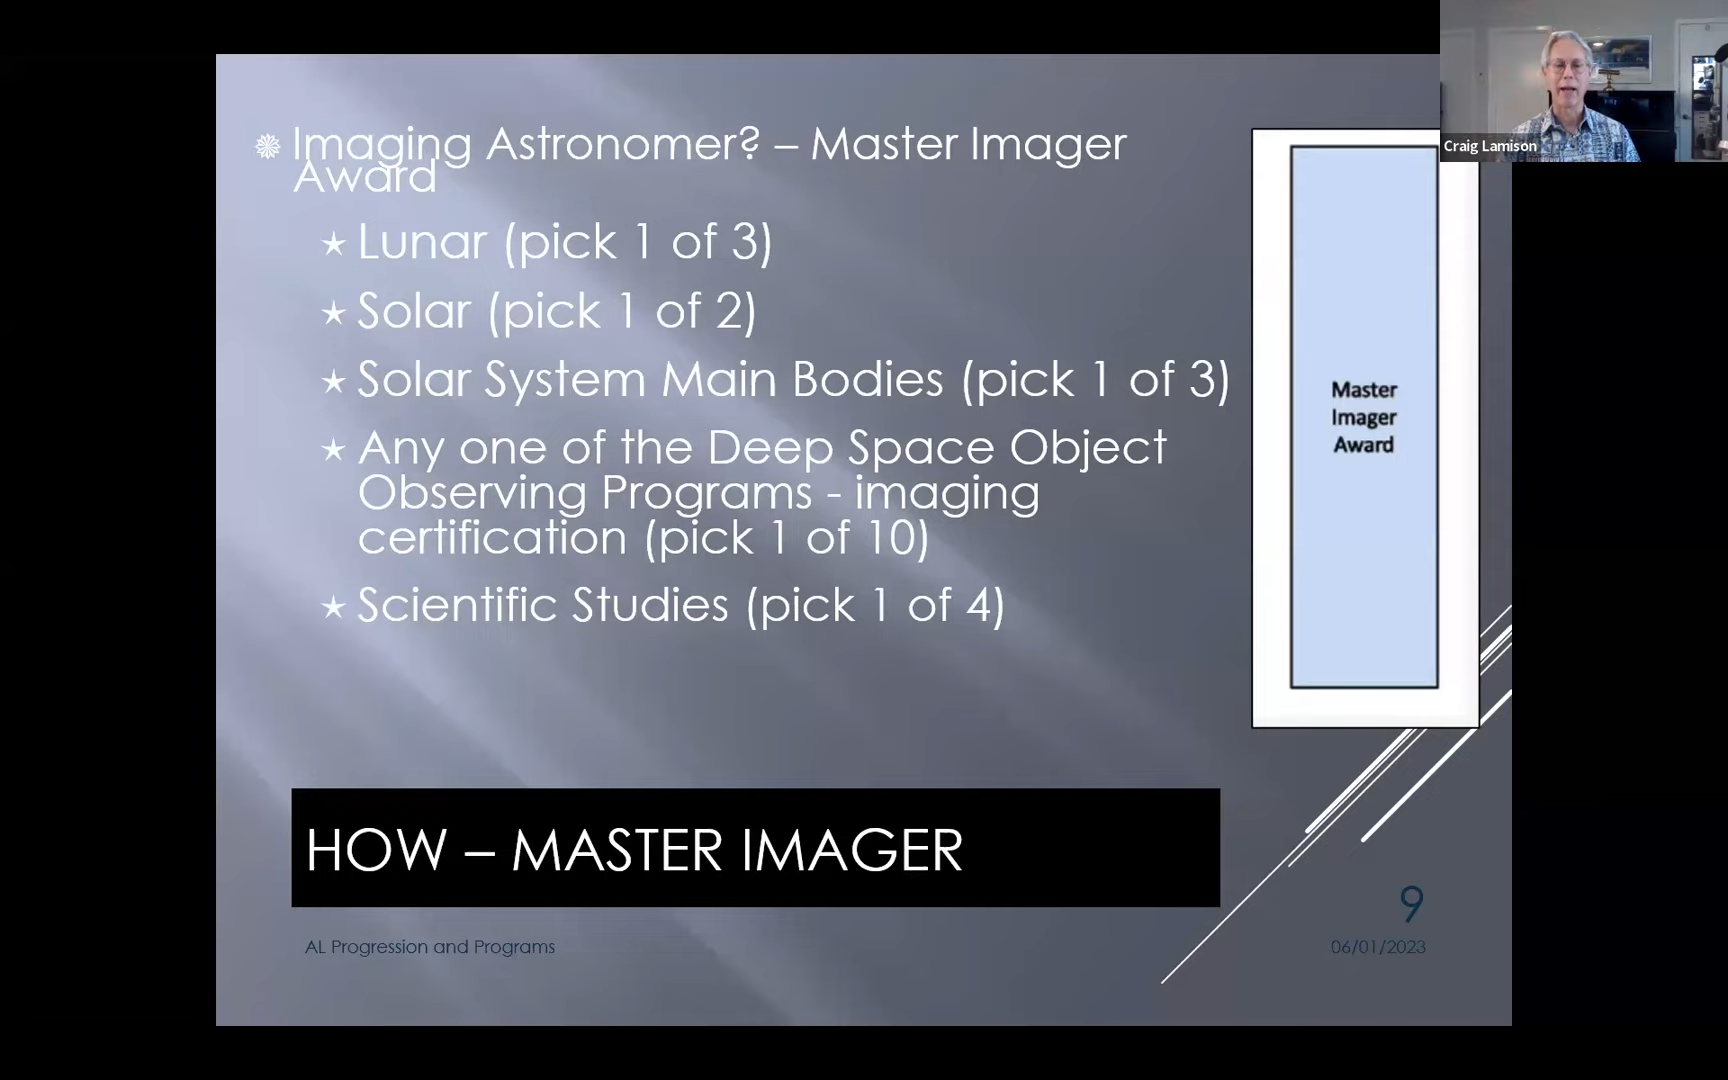 Imaging Astronomer? – Master Imager
Award
Lunar (pick 1 of 3)
Solar (pick 1 of 2)
Solar System Main Bodies (pick 1 of 3)
Any one of the Deep Space Object
Observing Programs - imaging
certification (pick 1 of 10)
Scientific Studies (pick 1 of 4)
Master
Imager
Award
Craig Lamison
HOW – MASTER IMAGER
9
AL Progression and Programs
06/01/2023